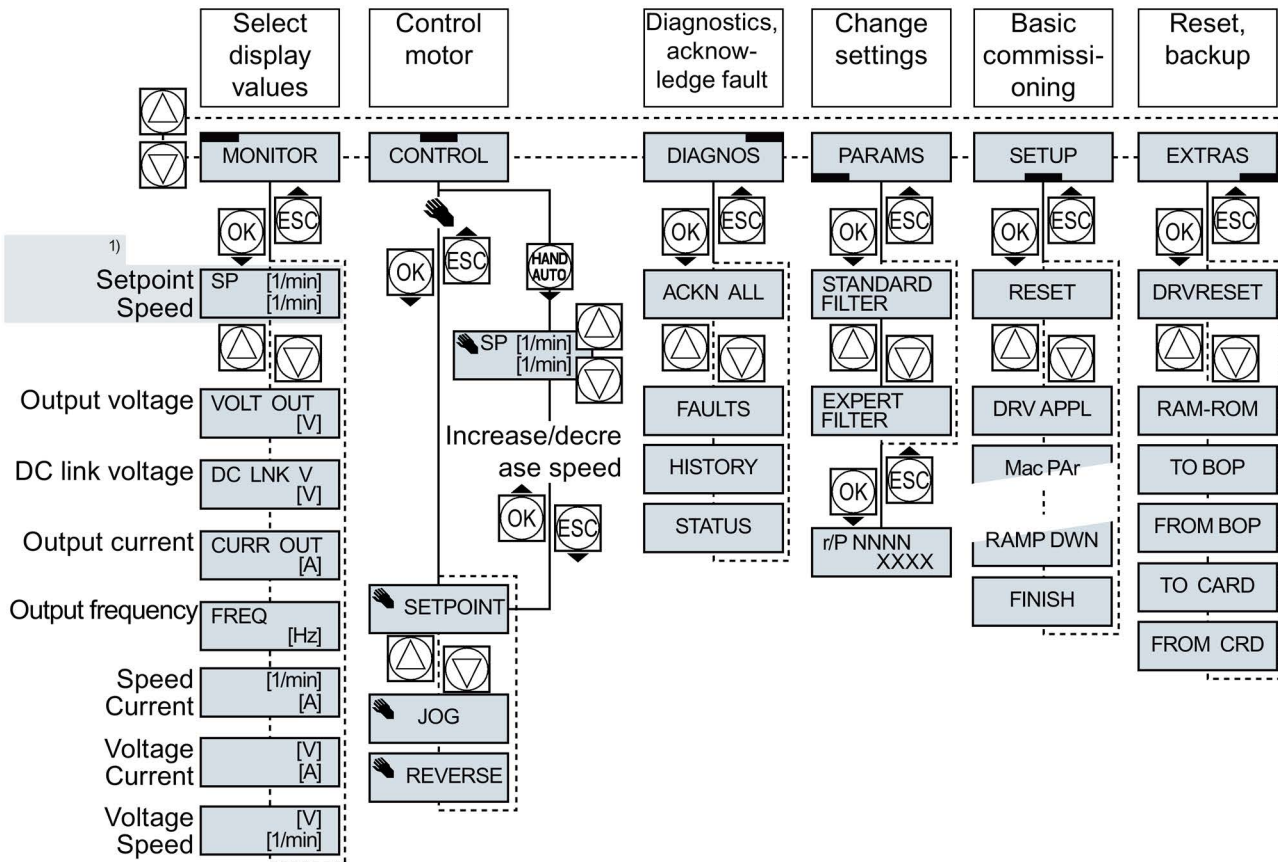 Select
display
values
Control
motor
Diagnostics,
acknow-
ledge fault
Change
settings
Basic
commissi-
oning
Reset,
backup
MONITOR
CONTROL
DIAGNOS
PARAMS
SETUP
EXTRAS
OK
ESC
OK
ESC
HAND
AUTO
OK
ESC
OK
ESC
OK
ESC
OK
ESC
1)
Setpoint
Speed
SP [1/min]
[1/min]
Output voltage
VOLT OUT
[V]
DC link voltage
DC LNK V
[V]
Output current
CURR OUT
[A]
Output frequency
FREQ
[Hz]
Speed
Current
[1/min]
[A]
Voltage
Current
[V]
[A]
Voltage
Speed
[V]
[1/min]
SP [1/min]
[1/min]
Increase/decre
ase speed
OK
ESC
SETPOINT
JOG
REVERSE
ACKN ALL
FAULTS
HISTORY
STATUS
STANDARD
FILTER
EXPERT
FILTER
OK
ESC
r/P NNNN
XXXX
RESET
DRV APPL
Mac PAr
RAMP DWN
FINISH
DRVRESET
RAM-ROM
TO BOP
FROM BOP
TO CARD
FROM CRD